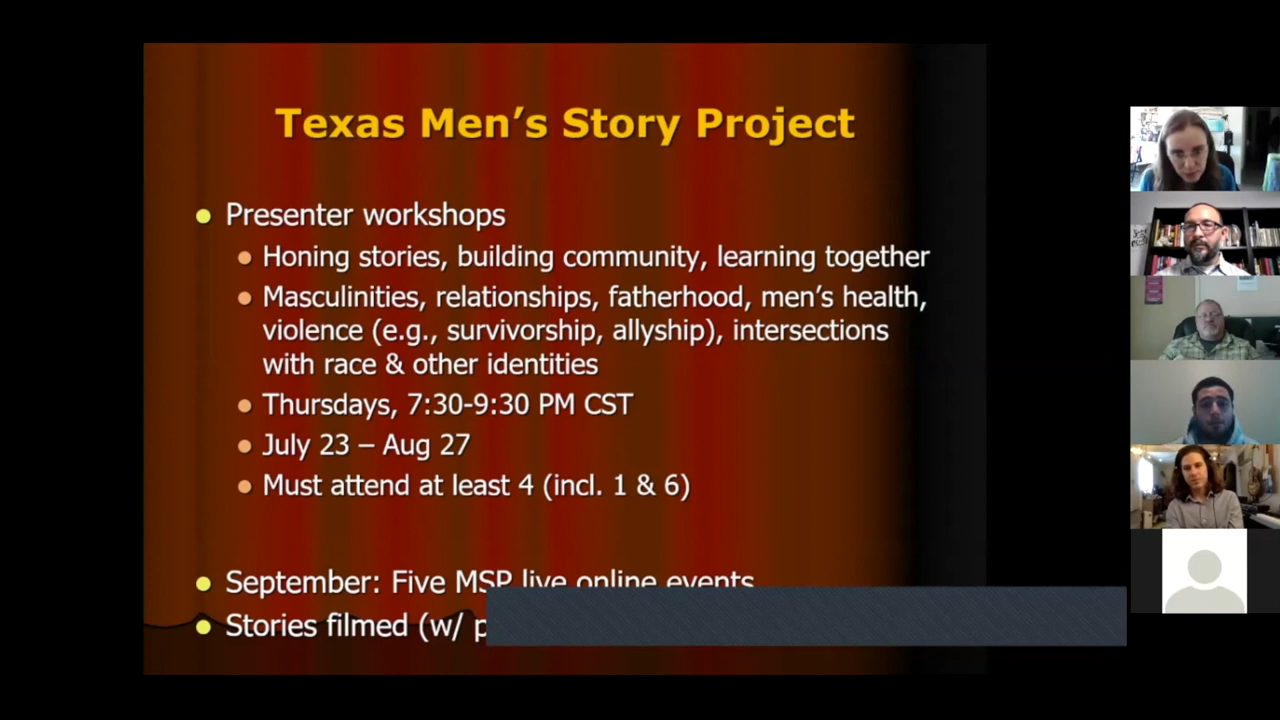 Texas Men’s Story Project
Presenter workshops
Honing stories, building community, learning together
Masculinities, relationships, fatherhood, men’s health,
violence (e.g., survivorship, allyship), intersections
with race & other identities
Thursdays, 7:30-9:30 PM CST
July 23 – Aug 27
Must attend at least 4 (incl. 1 & 6)
September: Five MSP live online events
Stories filmed (w/